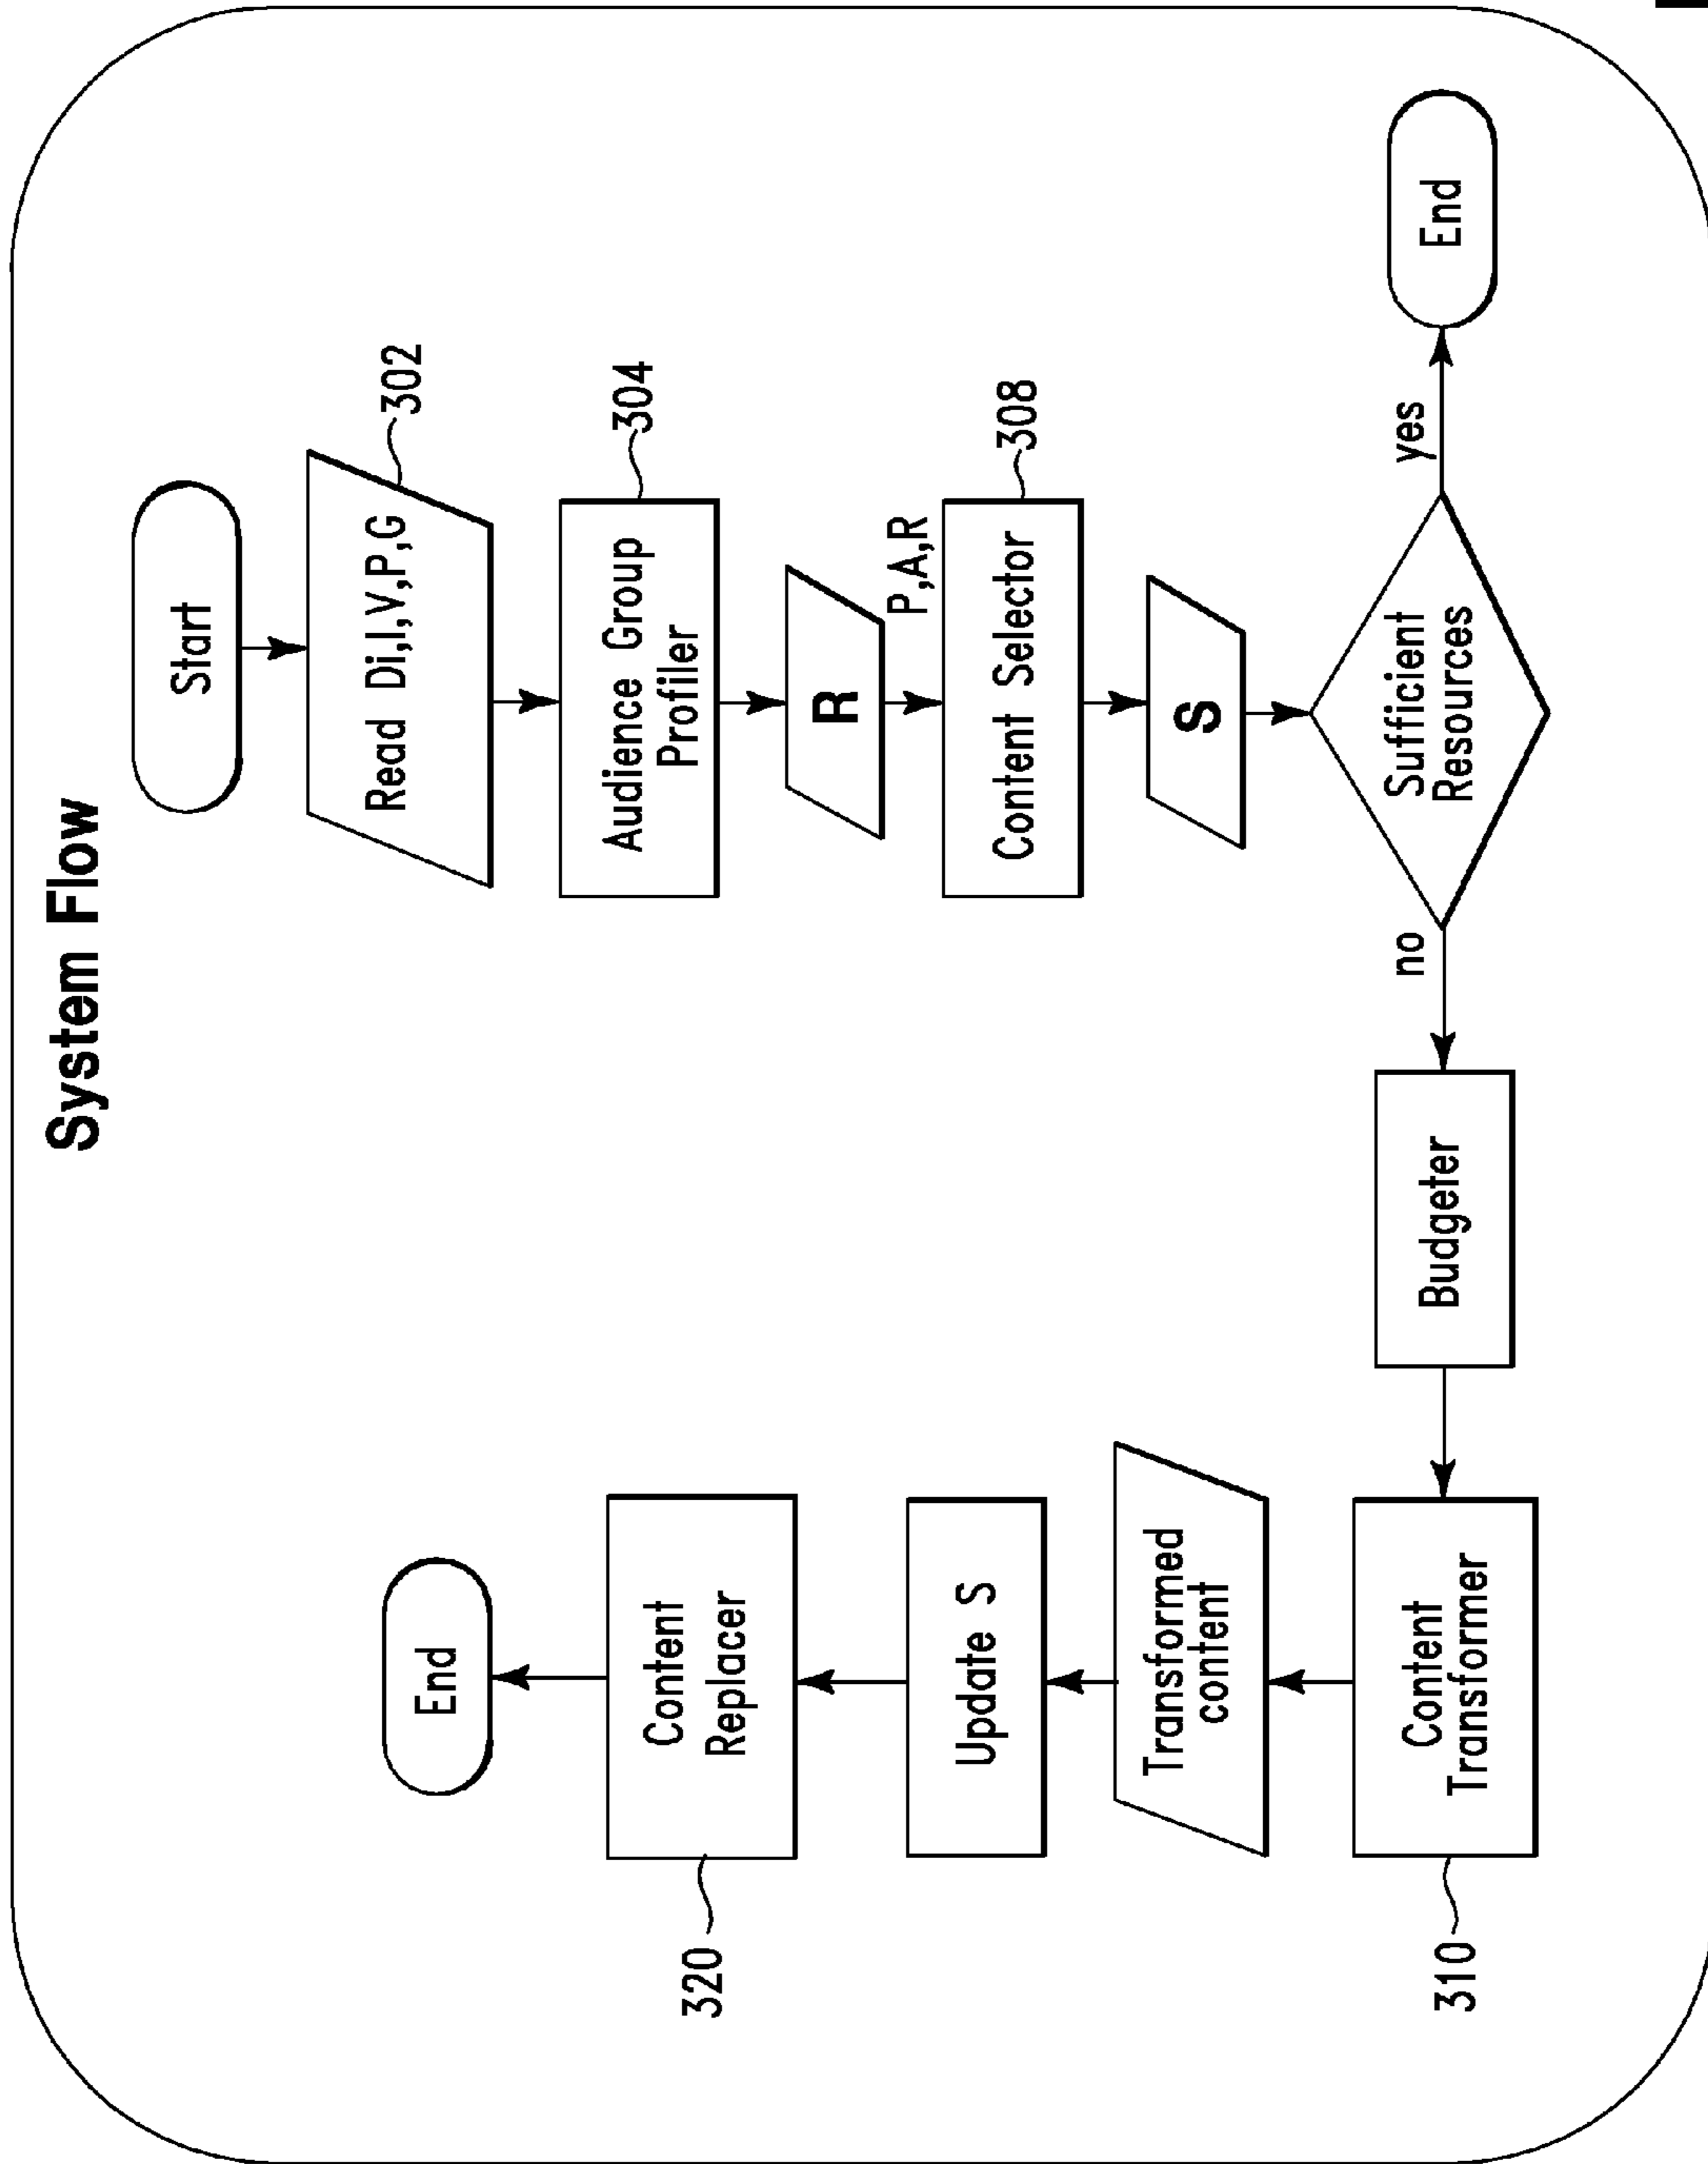 System Flow
Start
Read Di,I,V,P,G
302
Audience Group
Profiler
304
R
P,A,R
Content Selector
308
S
Sufficient
Resources
yes
End
no
Budgeter
Content
Transformer
310
Transformed
content
Update S
Content
Replacer
320
End